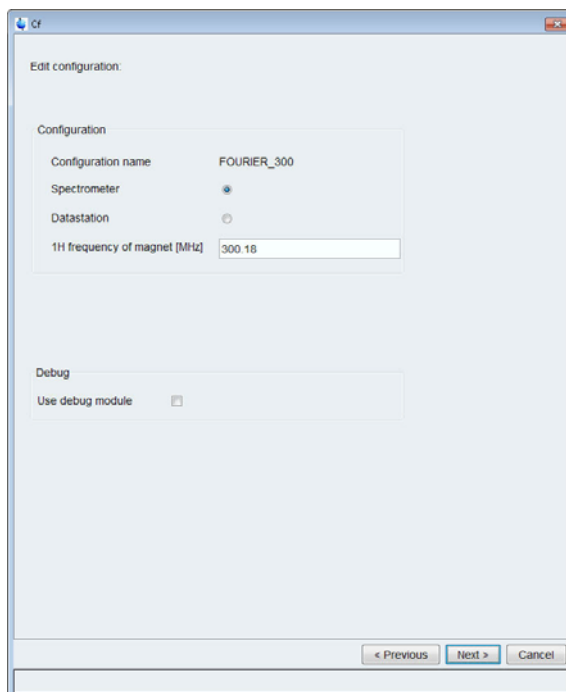 Cf
Edit configuration:
Configuration
Configuration name FOURIER_300
Spectrometer
Datastation
1H frequency of magnet [MHz] 300.18
Debug
Use debug module
< Previous Next > Cancel